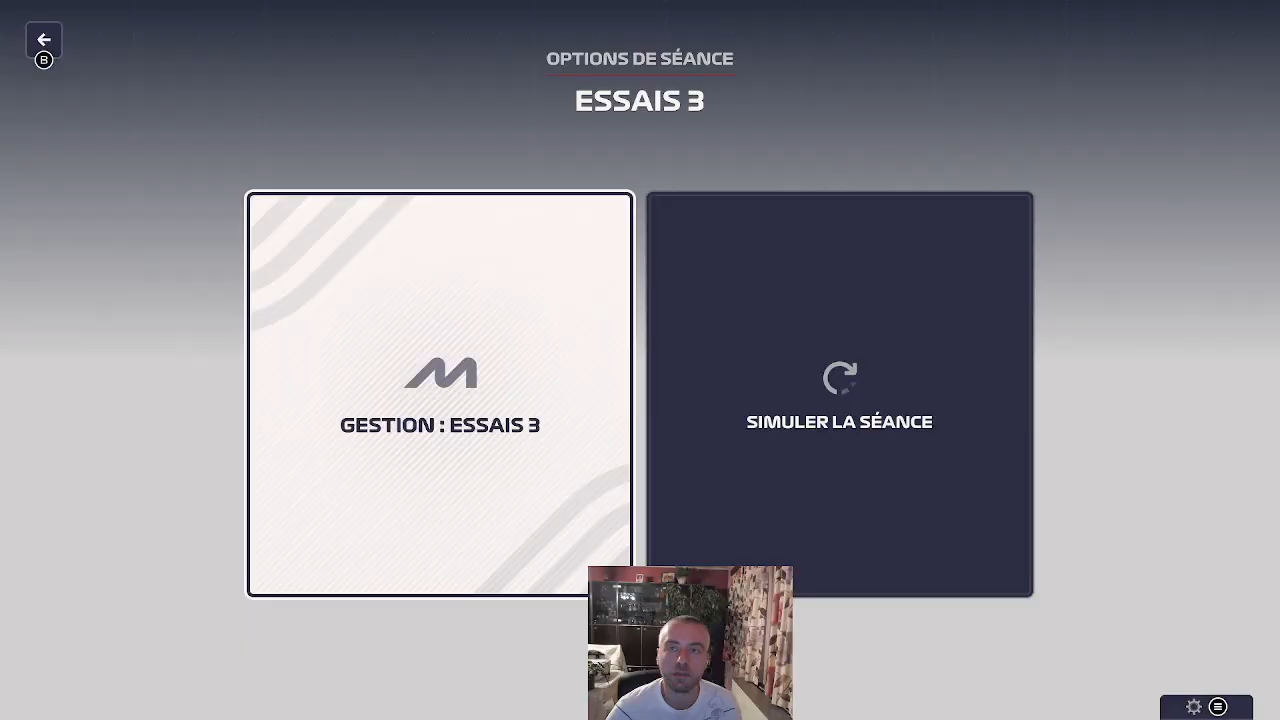 B
OPTIONS DE SÉANCE
ESSAIS 3
GESTION : ESSAIS 3
SIMULER LA SÉANCE